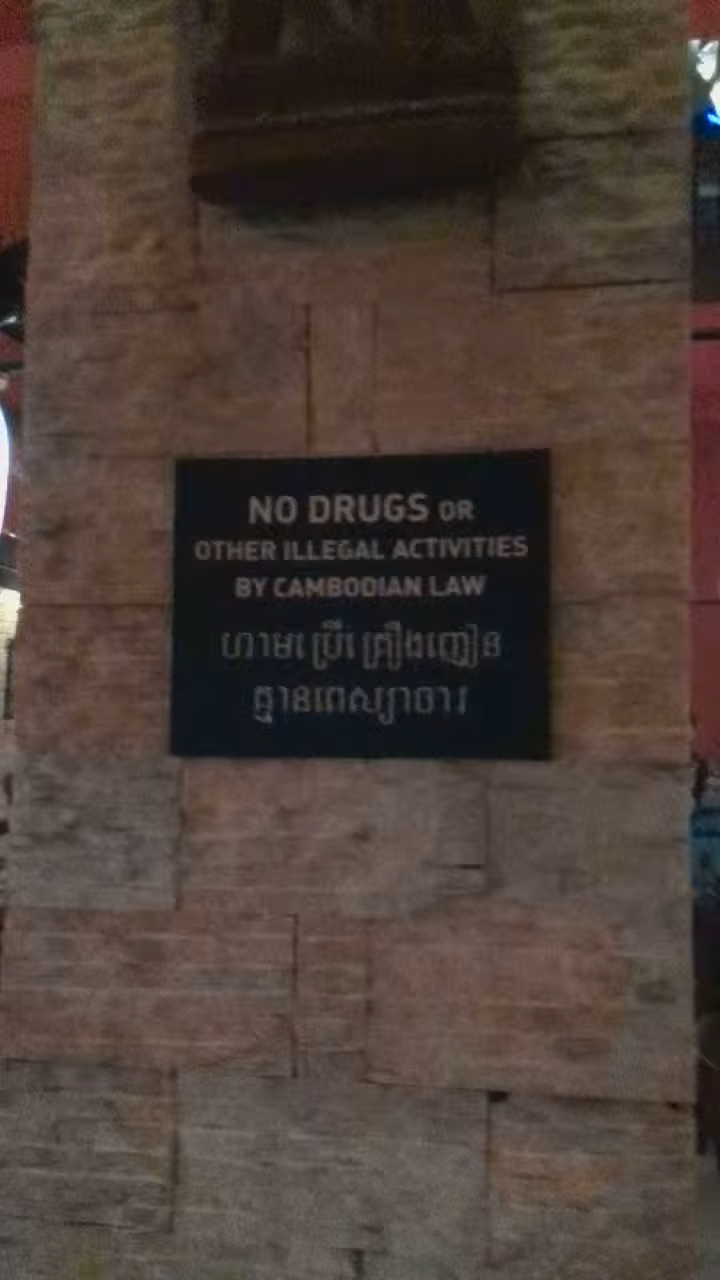 NO DRUGS OR
OTHER ILLEGAL ACTIVITIES
BY CAMBODIAN LAW
ហាមប្រើគ្រឿងញៀន
គ្មានពេស្យាចារ